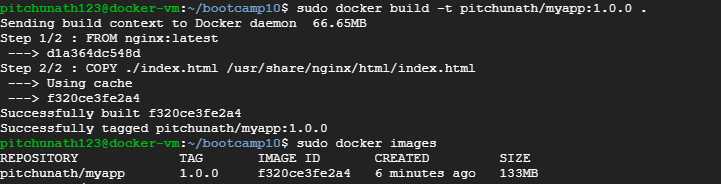 pitchunath123@docker-vm:~/bootcamp10$ sudo docker build -t pitchunath/myapp:1.0.0 .
Sending build context to Docker daemon  66.65MB
Step 1/2 : FROM nginx:latest
 ---> d1a364dc548d
Step 2/2 : COPY ./index.html /usr/share/nginx/html/index.html
 ---> Using cache
 ---> f320ce3fe2a4
Successfully built f320ce3fe2a4
Successfully tagged pitchunath/myapp:1.0.0
pitchunath123@docker-vm:~/bootcamp10$ sudo docker images
REPOSITORY          TAG       IMAGE ID       CREATED         SIZE
pitchunath/myapp    1.0.0     f320ce3fe2a4   6 minutes ago   133MB